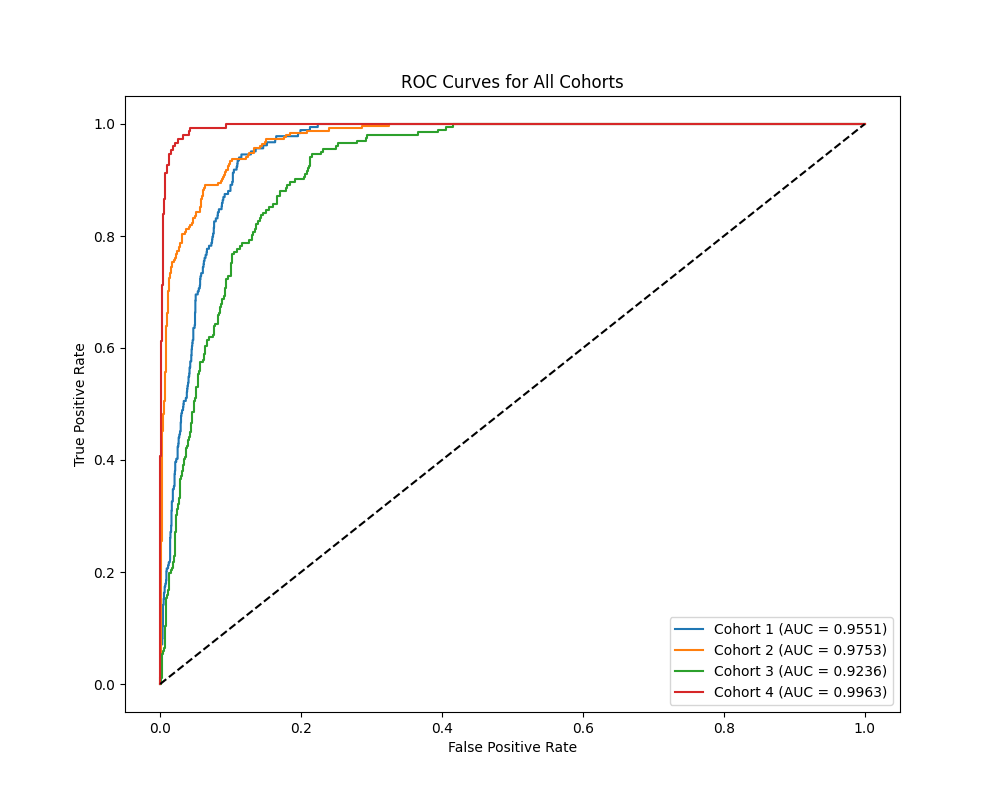 ROC Curves for All Cohorts
1.0
0.8
0.6
0.4
0.2
0.0
True Positive Rate
0.0 0.2 0.4 0.6 0.8 1.0
False Positive Rate
Cohort 1 (AUC = 0.9551)
Cohort 2 (AUC = 0.9753)
Cohort 3 (AUC = 0.9236)
Cohort 4 (AUC = 0.9963)